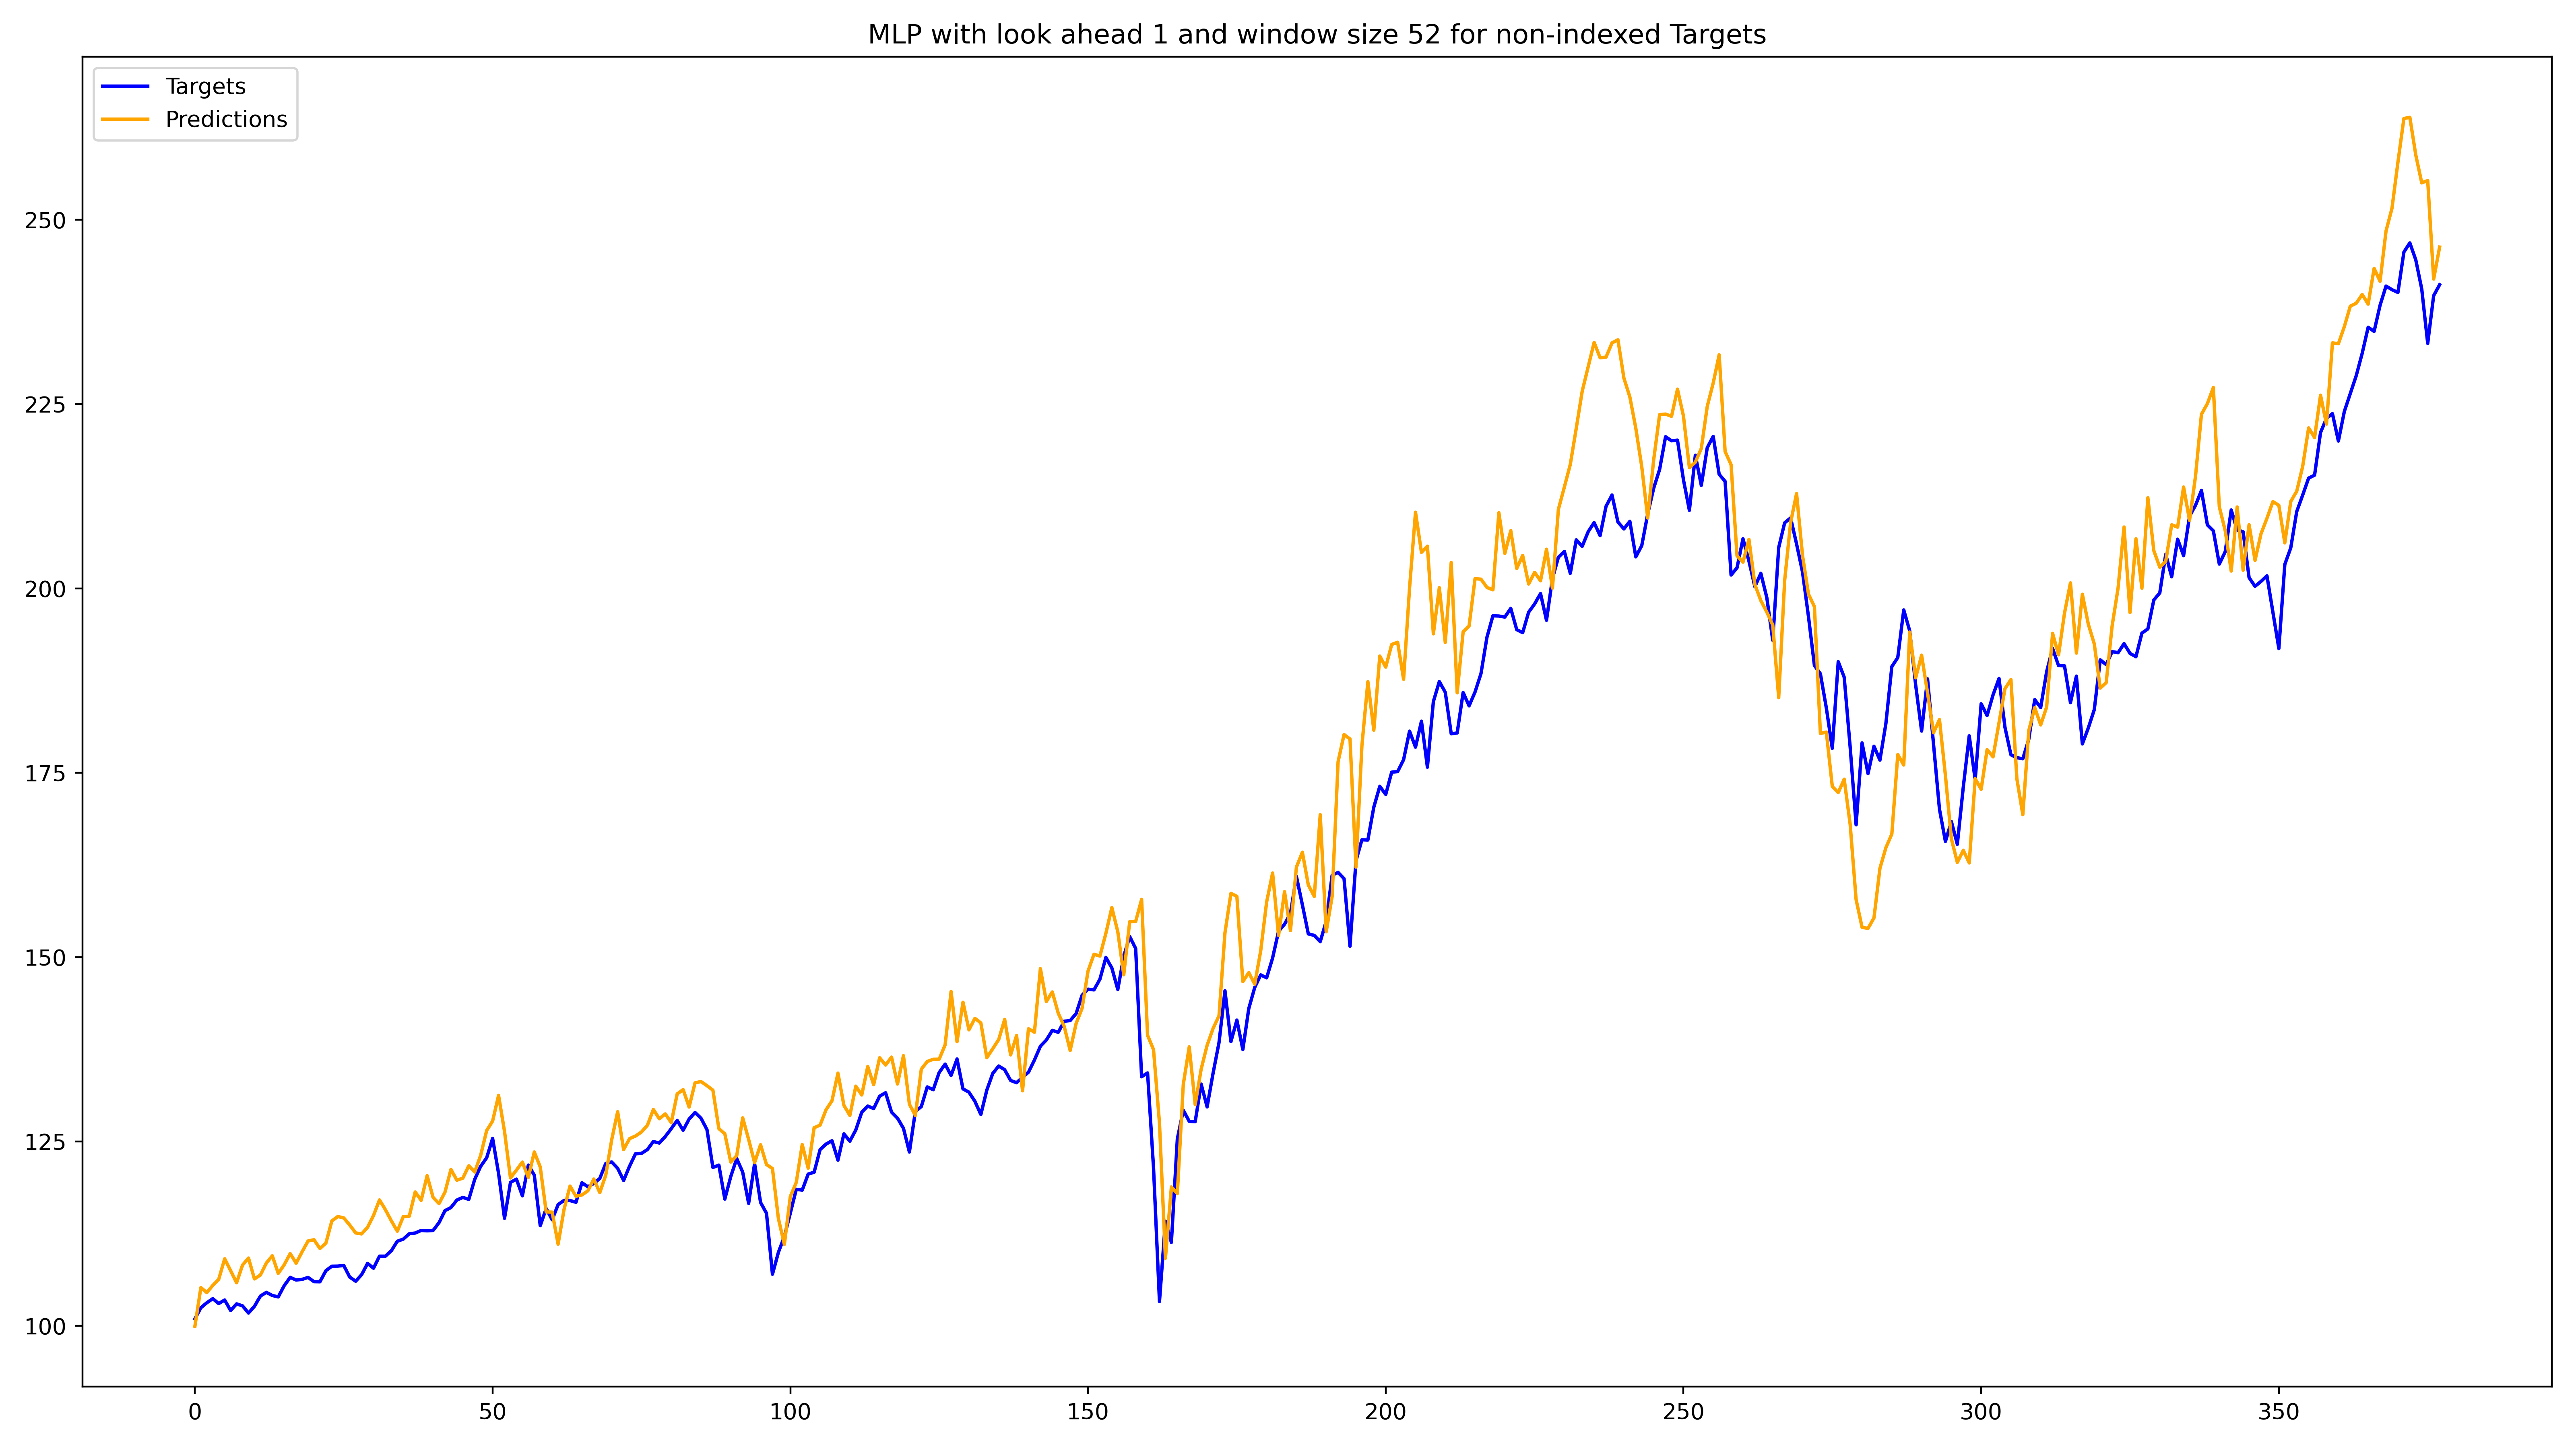 MLP with look ahead 1 and window size 52 for non-indexed Targets
Targets
Predictions
250
225
200
175
150
125
100
0 50 100 150 200 250 300 350